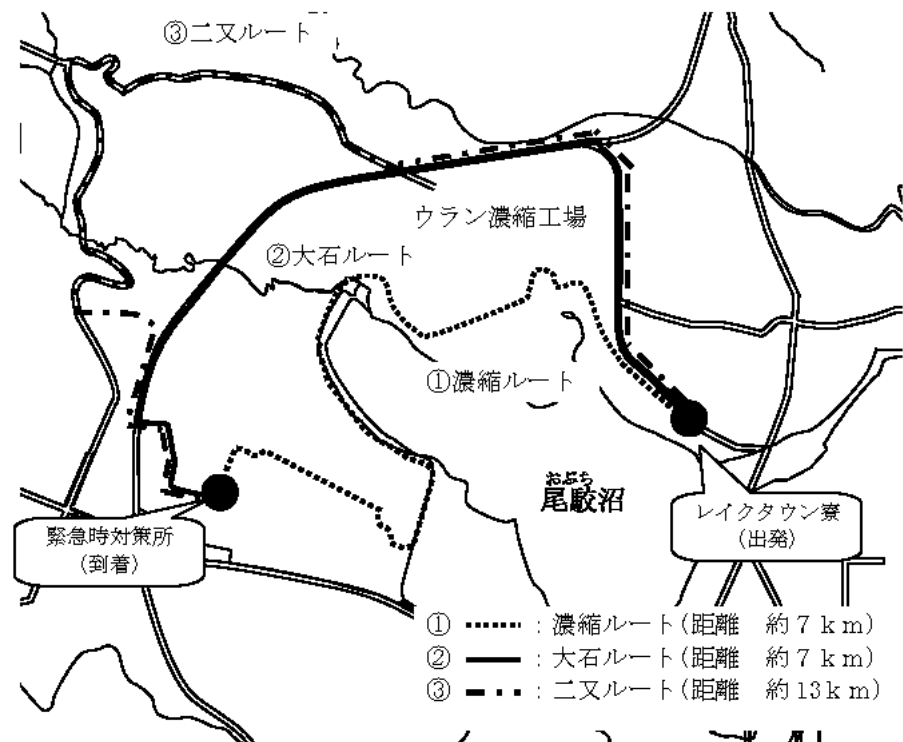 ③二又ルート
ウラン濃縮工場
②大石ルート
①濃縮ルート
おぶち
尾駮沼
レイクタウン寮
(出発)
緊急時対策所
(到着)
① : 濃縮ルート(距離 約7km)
② : 大石ルート(距離 約7km)
③ : 二又ルート(距離 約13km)